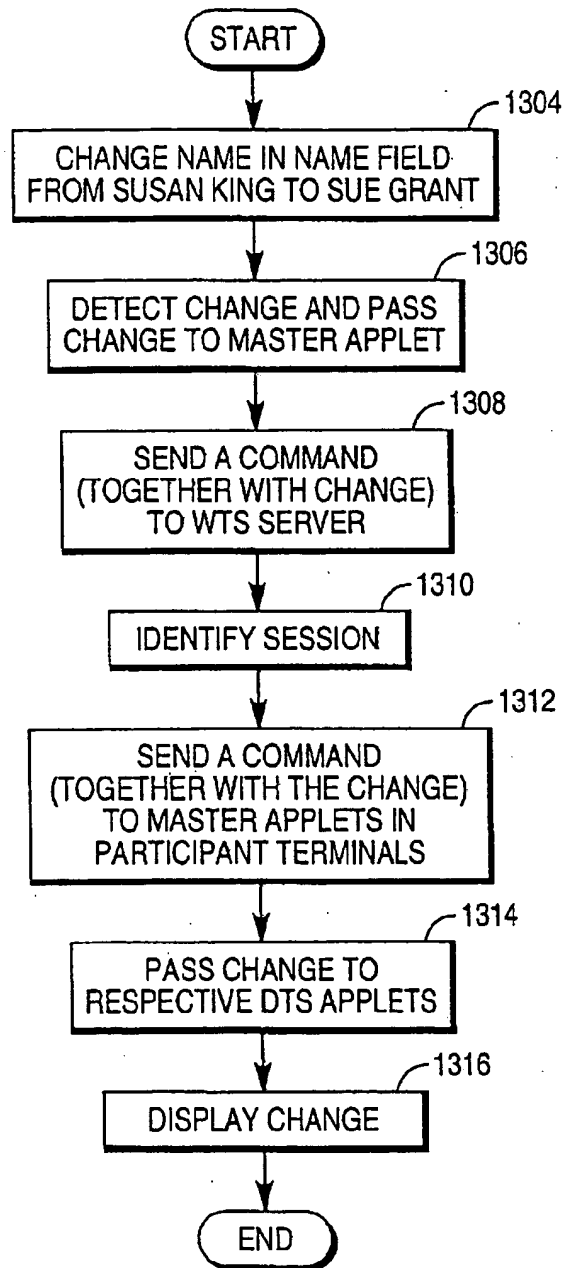 START
1304
CHANGE NAME IN NAME FIELD
FROM SUSAN KING TO SUE GRANT
1306
DETECT CHANGE AND PASS
CHANGE TO MASTER APPLET
1308
SEND A COMMAND
(TOGETHER WITH CHANGE)
TO WTS SERVER
1310
IDENTIFY SESSION
1312
SEND A COMMAND
(TOGETHER WITH THE CHANGE)
TO MASTER APPLETS IN
PARTICIPANT TERMINALS
1314
PASS CHANGE TO
RESPECTIVE DTS APPLETS
1316
DISPLAY CHANGE
END